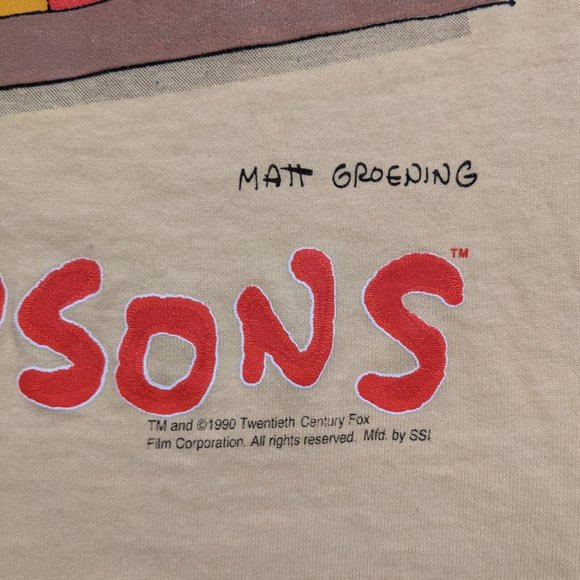 MATT GROENING
SONS™
TM and ©1990 Twentieth Century Fox
Film Corporation. All rights reserved. Mfd. by SSI